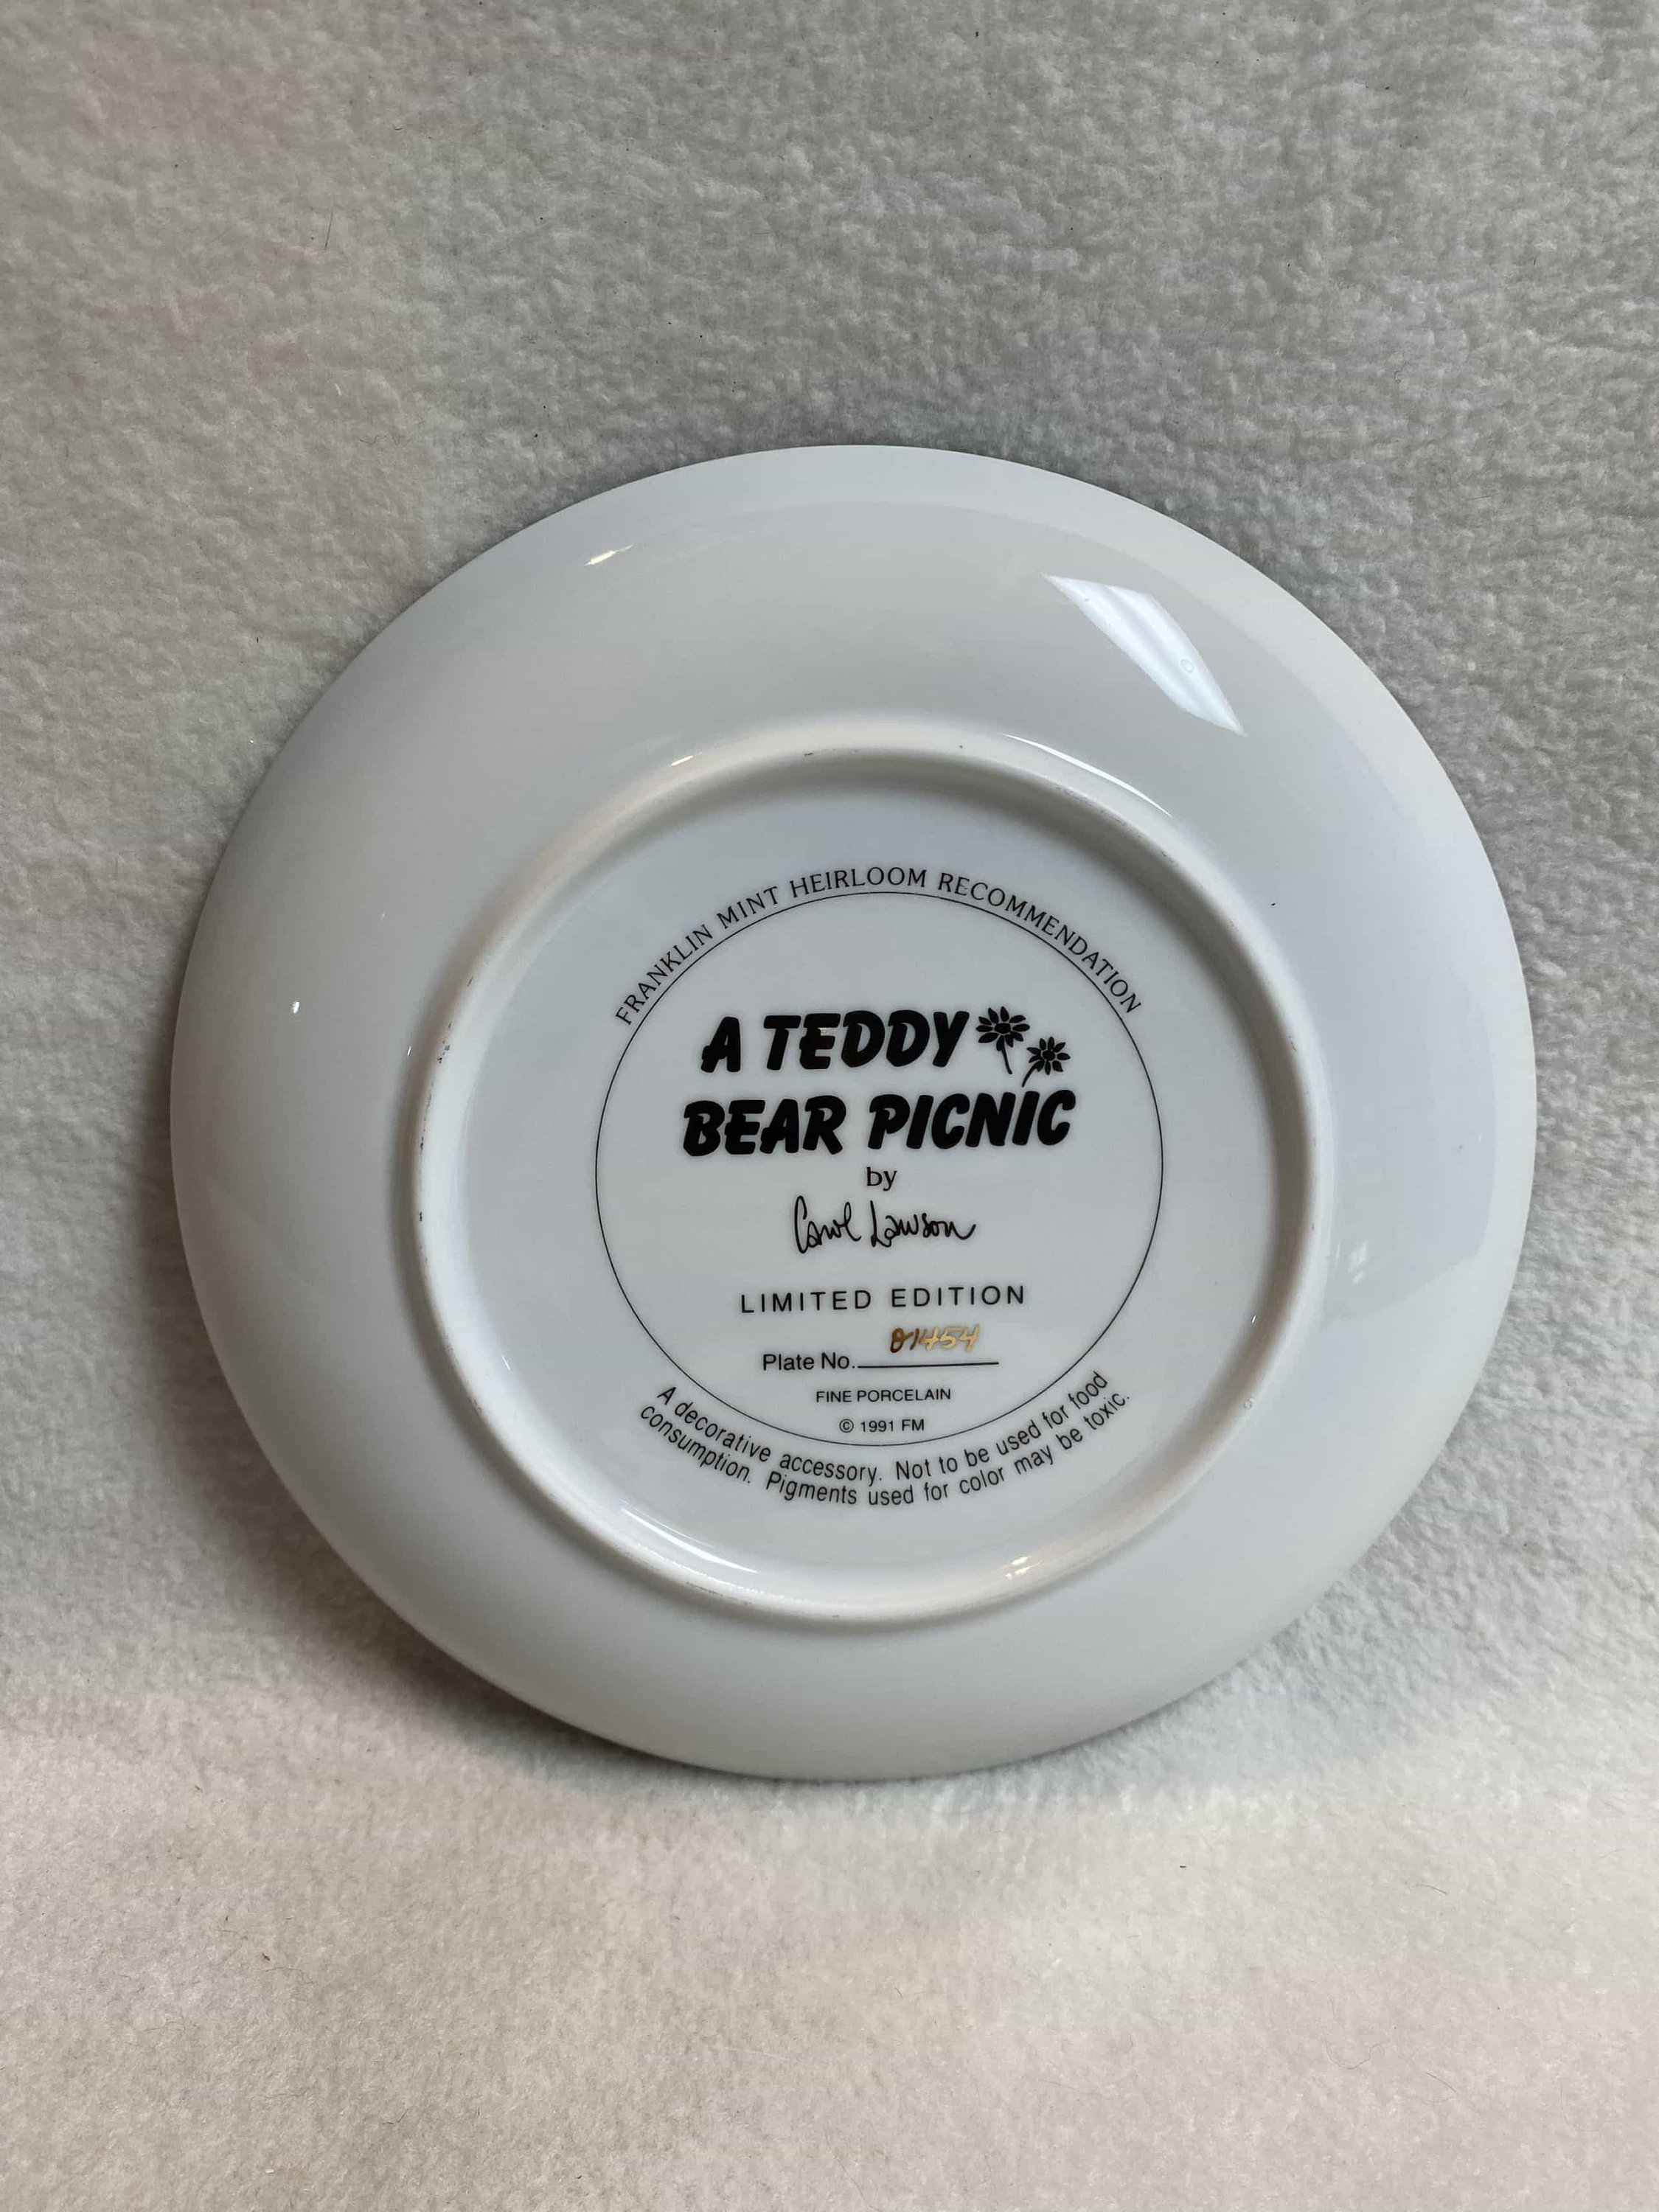 FRANKLIN MINT HEIRLOOM RECOMMENDATION
A TEDDY
BEAR PICNIC
by
Carol Lawson
LIMITED EDITION
Plate No. 01454
FINE PORCELAIN
© 1991 FM
A decorative accessory. Not to be used for food
consumption. Pigments used for color may be toxic.